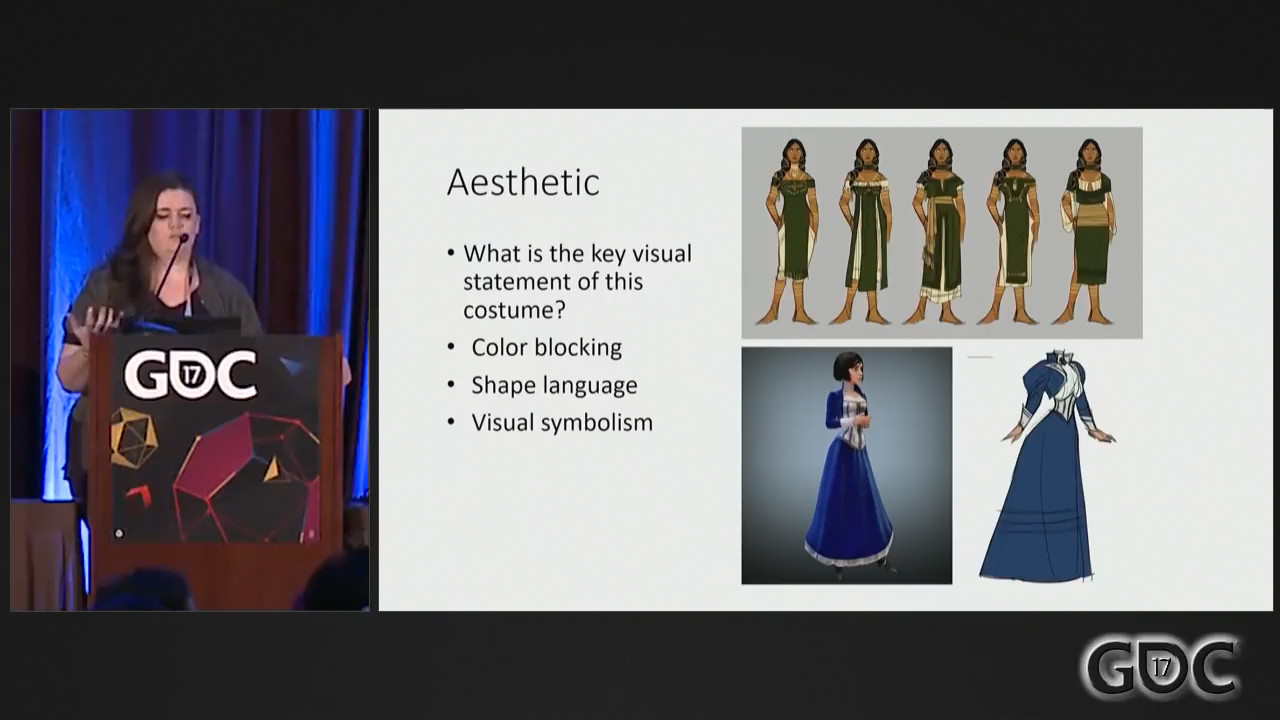 Aesthetic
• What is the key visual
statement of this
costume?
• Color blocking
• Shape language
• Visual symbolism
GDC
17
GDC
17